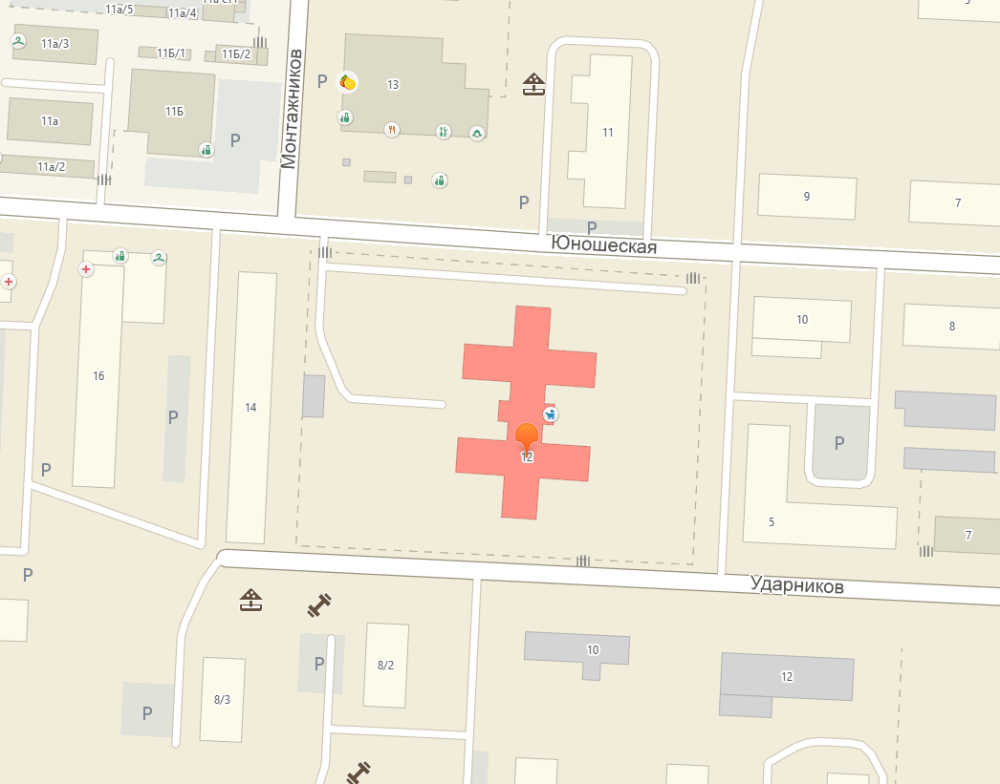 11а/5
11а/4
11а/3
11Б/1
11Б/2
13
P
11
11а
11Б
P
Монтажников
11а/2
9
7
P
P
Юношеская
10
8
16
14
P
P
12
P
5
7
P
Ударников
8/2
P
10
12
8/3
P